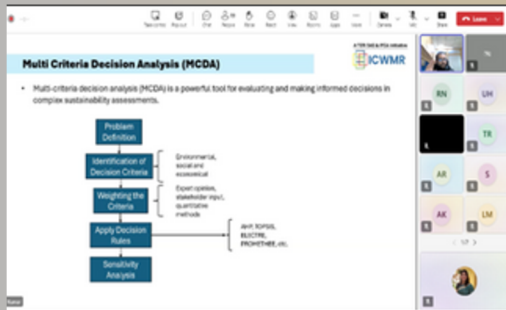 Leave
ICWMR
Multi Criteria Decision Analysis (MCDA)
• Multi-criteria decision analysis (MCDA) is a powerful tool for evaluating and making informed decisions in
complex sustainability assessments.
Problem
Definition
Identification of
Decision Criteria
Environmental,
social and
economical
Weighting the
Criteria
Expert opinion,
stakeholder input,
quantitative
methods
Apply Decision
Rules
AHP, TOPSIS,
ELECTRE,
PROMETHEE, etc.
Sensitivity
Analysis
RN
UH
TR
AR
S
AK
LM